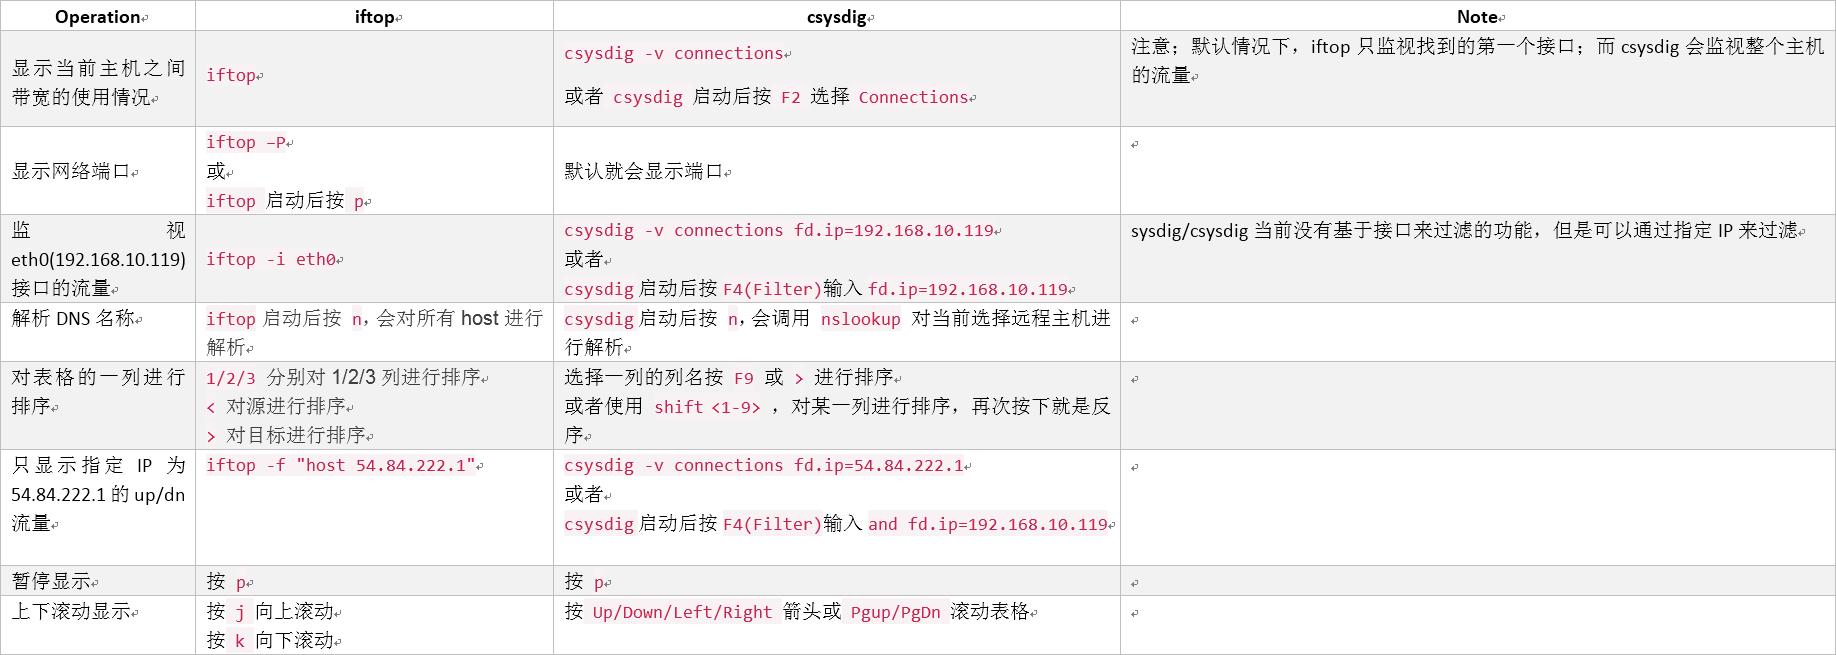 Operation
iftop
csysdig
Note
显示当前主机之间
带宽的使用情况
iftop
csysdig -v connections
或者 csysdig 启动后按 F2 选择 Connections
注意；默认情况下，iftop 只监视找到的第一个接口；而 csysdig 会监视整个主机
的流量
显示网络端口
iftop –P
或
iftop 启动后按 p
默认就会显示端口
监视
eth0(192.168.10.119)
接口的流量
iftop -i eth0
csysdig -v connections fd.ip=192.168.10.119
或者
csysdig 启动后按 F4(Filter)输入 fd.ip=192.168.10.119
sysdig/csysdig 当前没有基于接口来过滤的功能，但是可以通过指定 IP 来过滤
解析 DNS 名称
iftop 启动后按 n，会对所有 host 进行
解析
csysdig 启动后按 n，会调用 nslookup 对当前选择远程主机进
行解析
对表格的一列进行
排序
1/2/3 分别对 1/2/3 列进行排序
< 对源进行排序
> 对目标进行排序
选择一列的列名按 F9 或 > 进行排序
或者使用 shift <1-9> ，对某一列进行排序，再次按下就是反
序
只显示指定 IP 为
54.84.222.1 的 up/dn
流量
iftop -f "host 54.84.222.1"
csysdig -v connections fd.ip=54.84.222.1
或者
csysdig 启动后按 F4(Filter)输入 and fd.ip=192.168.10.119
暂停显示
按 p
按 p
上下滚动显示
按 j 向上滚动
按 k 向下滚动
按 Up/Down/Left/Right 箭头或 Pgup/PgDn 滚动表格